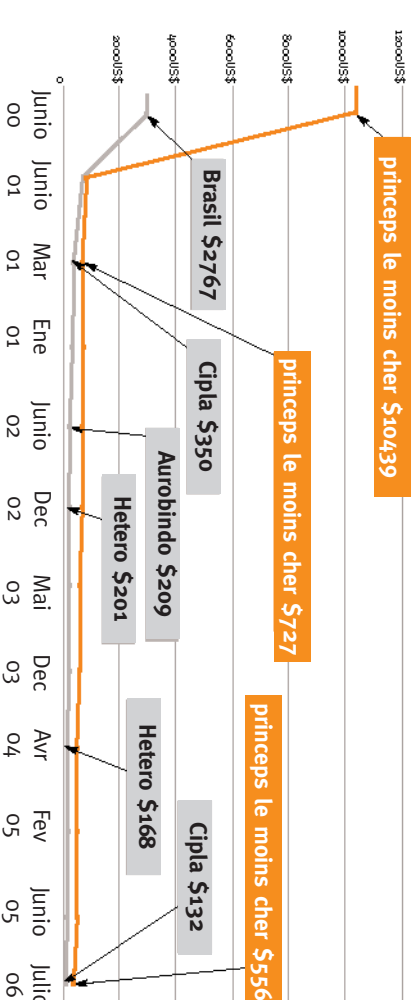 12000US$
10000US$
8000US$
6000US$
4000US$
2000US$
0
princeps le moins cher $10439
princeps le moins cher $727
princeps le moins cher $556
Brasil $2767
Cipla $350
Aurobindo $209
Hetero $201
Hetero $168
Cipla $132
Junio 00
Junio 01
Mar 01
Ene 01
Junio 02
Dec 02
Mai 03
Dec 03
Avr 04
Fev 05
Junio 05
Julio 06